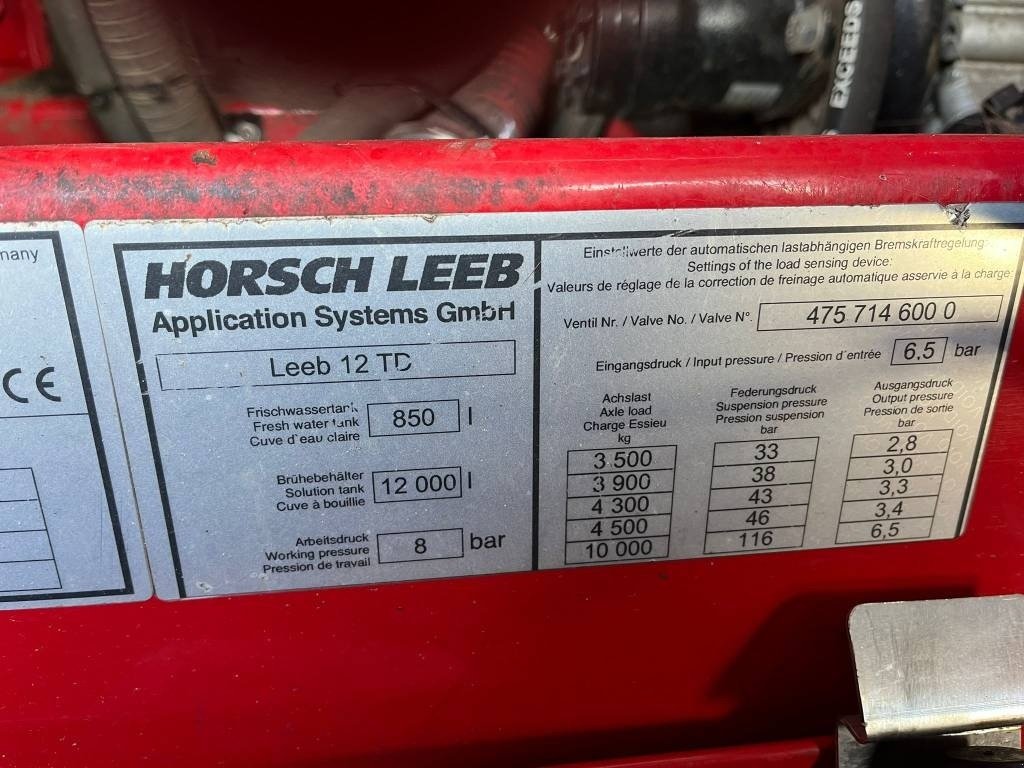 EXCEEDS
many
CE
HORSCH LEEB
Application Systems GmbH
Leeb 12 TD
Frischwassertank
Fresh water tank
Cuve d'eau claire
850 l
Brühebehälter
Solution tank
Cuve à bouillie
12 000 l
Arbeitsdruck
Working pressure
Pression de travail
8 bar
Einstellwerte der automatischen lastabhängigen Bremskraftregelung:
Settings of the load sensing device:
Valeurs de réglage de la correction de freinage automatique asservie à la charge:
Ventil Nr. / Valve No. / Valve N°. 475 714 600 0
Eingangsdruck / Input pressure / Pression d'entrée 6,5 bar
Achslast
Axle load
Charge Essieu
kg
Federungsdruck
Suspension pressure
Pression suspension
bar
Ausgangsdruck
Output pressure
Pression de sortie
bar
3 500 33 2,8
3 900 38 3,0
4 300 43 3,3
4 500 46 3,4
10 000 116 6,5